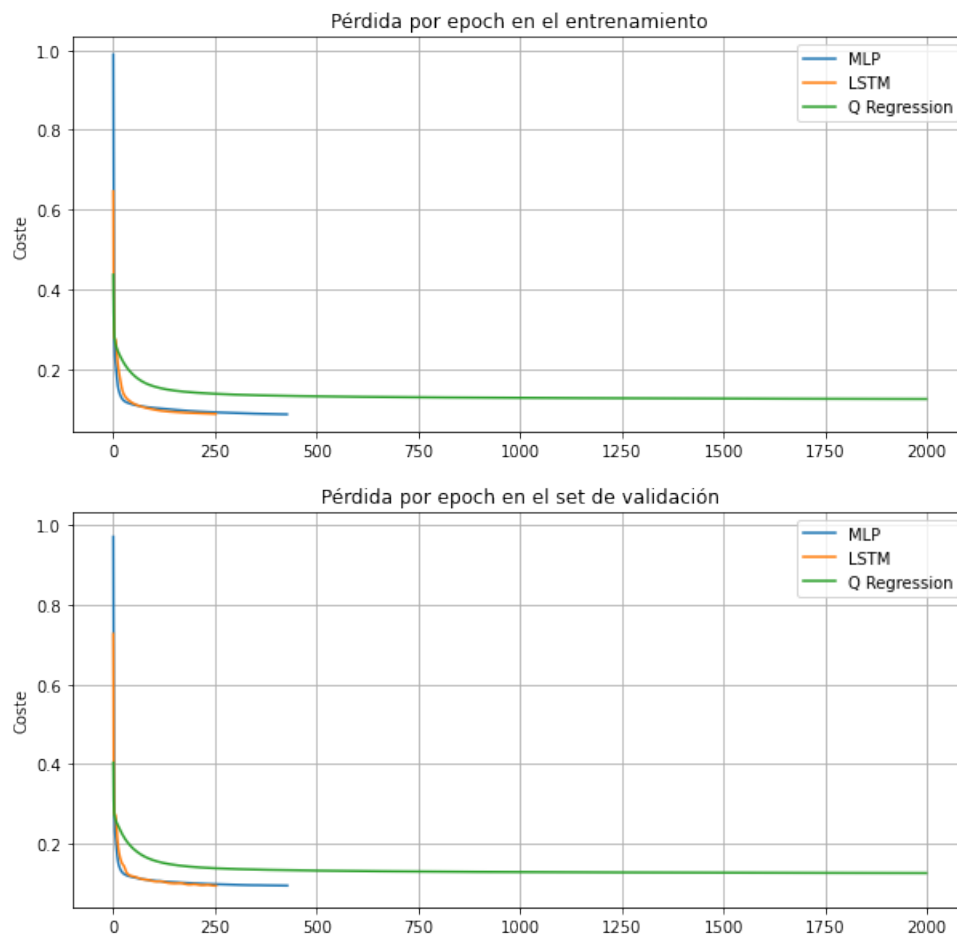 Pérdida por epoch en el entrenamiento
1.0
0.8
0.6
0.4
0.2
Coste
MLP
LSTM
Q Regression
0 250 500 750 1000 1250 1500 1750 2000
Pérdida por epoch en el set de validación
1.0
0.8
0.6
0.4
0.2
Coste
MLP
LSTM
Q Regression
0 250 500 750 1000 1250 1500 1750 2000